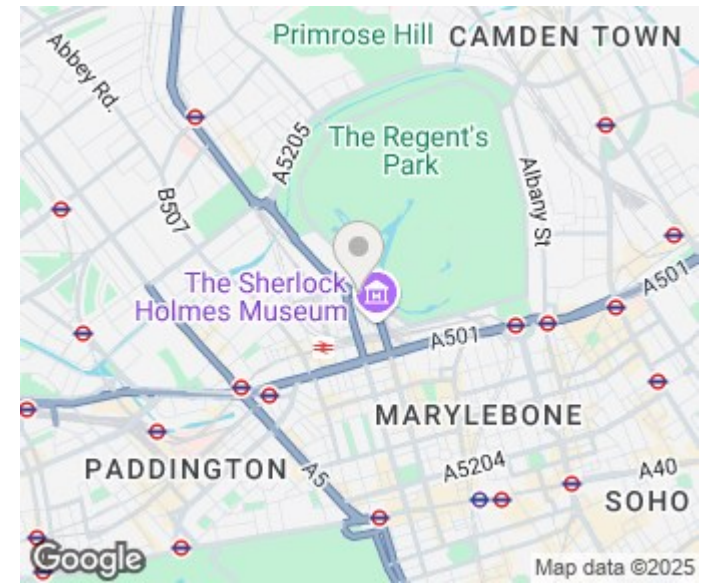 Primrose Hill
CAMDEN TOWN
Abbey Rd.
A5205
The Regent's
Park
Albany St
B507
The Sherlock
Holmes Museum
A501
A501
MARYLEBONE
PADDINGTON
A5
A5204
A40
SOHO
Google
Map data ©2025